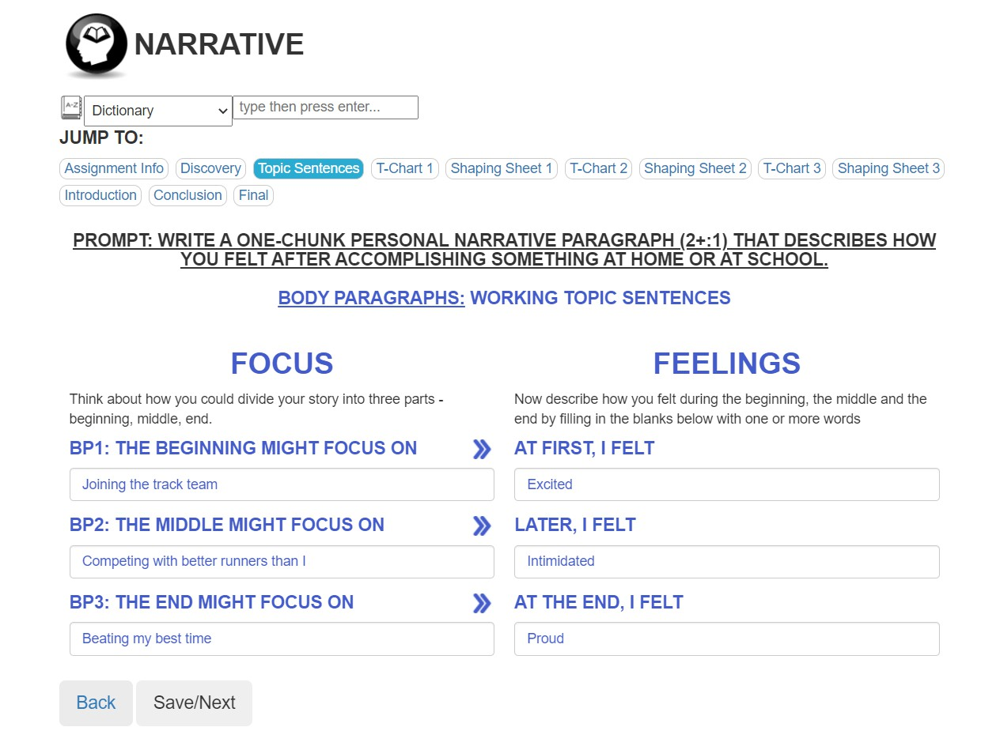 NARRATIVE
A-Z
Dictionary
type then press enter...
JUMP TO:
Assignment Info Discovery Topic Sentences T-Chart 1 Shaping Sheet 1 T-Chart 2 Shaping Sheet 2 T-Chart 3 Shaping Sheet 3
Introduction Conclusion Final
PROMPT: WRITE A ONE-CHUNK PERSONAL NARRATIVE PARAGRAPH (2+:1) THAT DESCRIBES HOW
YOU FELT AFTER ACCOMPLISHING SOMETHING AT HOME OR AT SCHOOL.
BODY PARAGRAPHS: WORKING TOPIC SENTENCES
FOCUS
Think about how you could divide your story into three parts -
beginning, middle, end.
BP1: THE BEGINNING MIGHT FOCUS ON
Joining the track team
BP2: THE MIDDLE MIGHT FOCUS ON
Competing with better runners than I
BP3: THE END MIGHT FOCUS ON
Beating my best time
FEELINGS
Now describe how you felt during the beginning, the middle and the
end by filling in the blanks below with one or more words
AT FIRST, I FELT
Excited
LATER, I FELT
Intimidated
AT THE END, I FELT
Proud
Back
Save/Next